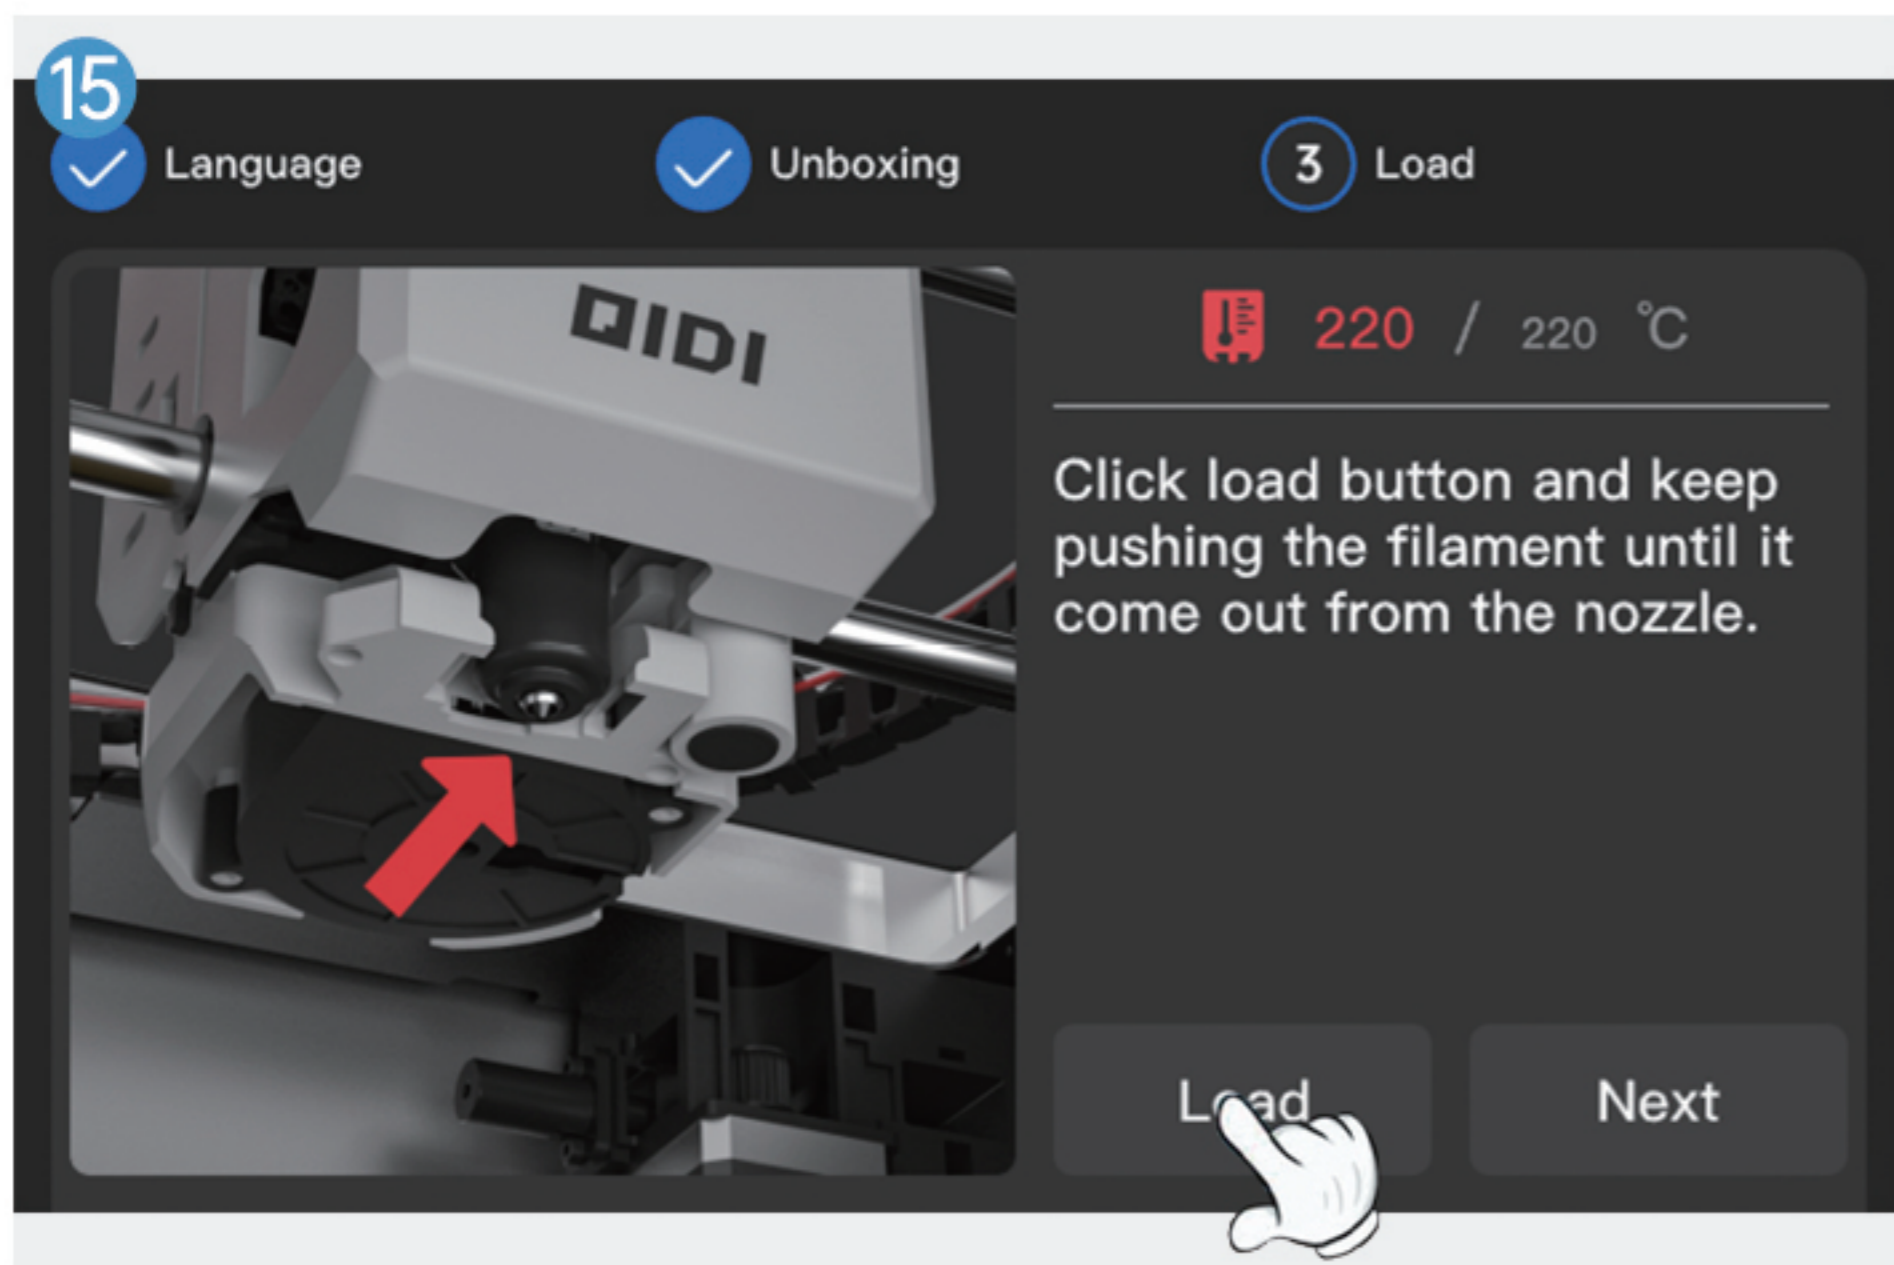 15
Language
Unboxing
3 Load
QIDI
220 / 220 °C
Click load button and keep
pushing the filament until it
come out from the nozzle.
Load
Next